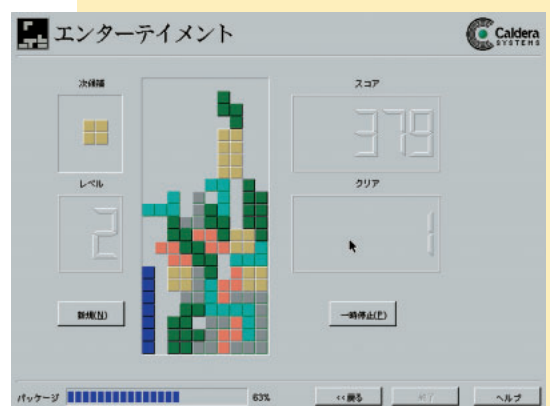 エンターテイメント
Caldera
SYSTEMS
次候補
スコア
379
レベル
クリア
2
1
新規(N)
一時停止(P)
パッケージ
63%
<<戻る
ヘルプ